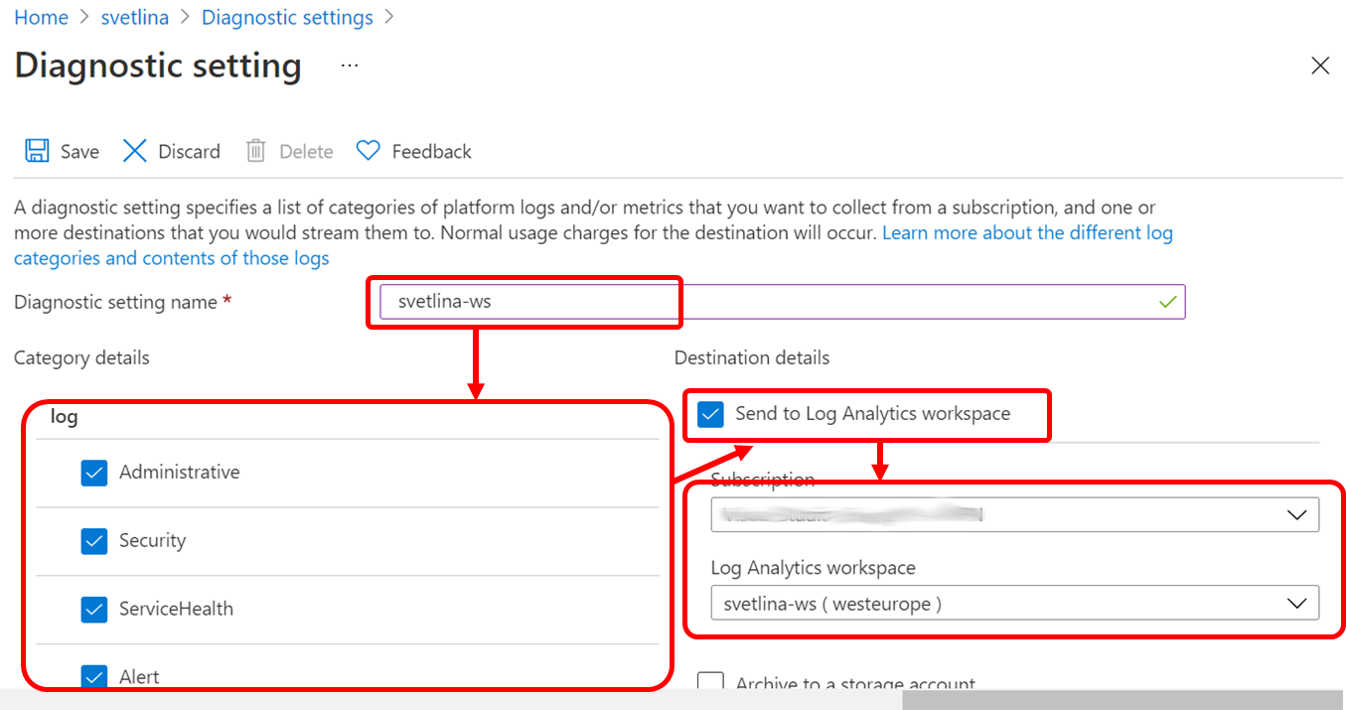 Home > svetlina > Diagnostic settings >
Diagnostic setting ...
Save Discard Delete Feedback
A diagnostic setting specifies a list of categories of platform logs and/or metrics that you want to collect from a subscription, and one or
more destinations that you would stream them to. Normal usage charges for the destination will occur. Learn more about the different log
categories and contents of those logs
Diagnostic setting name *
svetlina-ws
Category details
Destination details
log
Send to Log Analytics workspace
Administrative
Subscription
Security
Log Analytics workspace
ServiceHealth
svetlina-ws ( westeurope )
Alert
Archive to a storage account